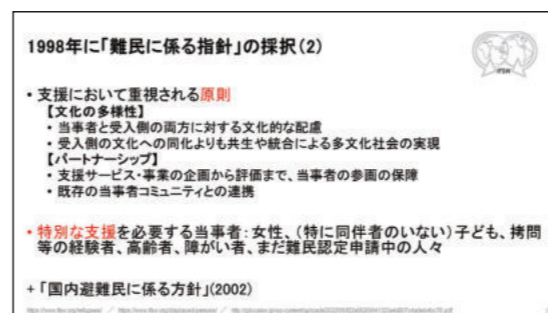 1998年に「難民に係る指針」の採択(2)
IFSW
・支援において重視される原則
【文化の多様性】
・当事者と受入側の両方に対する文化的な配慮
・受入側の文化への同化よりも共生や統合による多文化社会の実現
【パートナーシップ】
・支援サービス・事業の企画から評価まで、当事者の参画の保障
・既存の当事者コミュニティとの連携
・特別な支援を必要する当事者：女性、(特に同伴者のいない)子ども、拷問
等の経験者、高齢者、障がい者、まだ難民認定申請中の人々
+「国内避難民に係る方針」(2002)